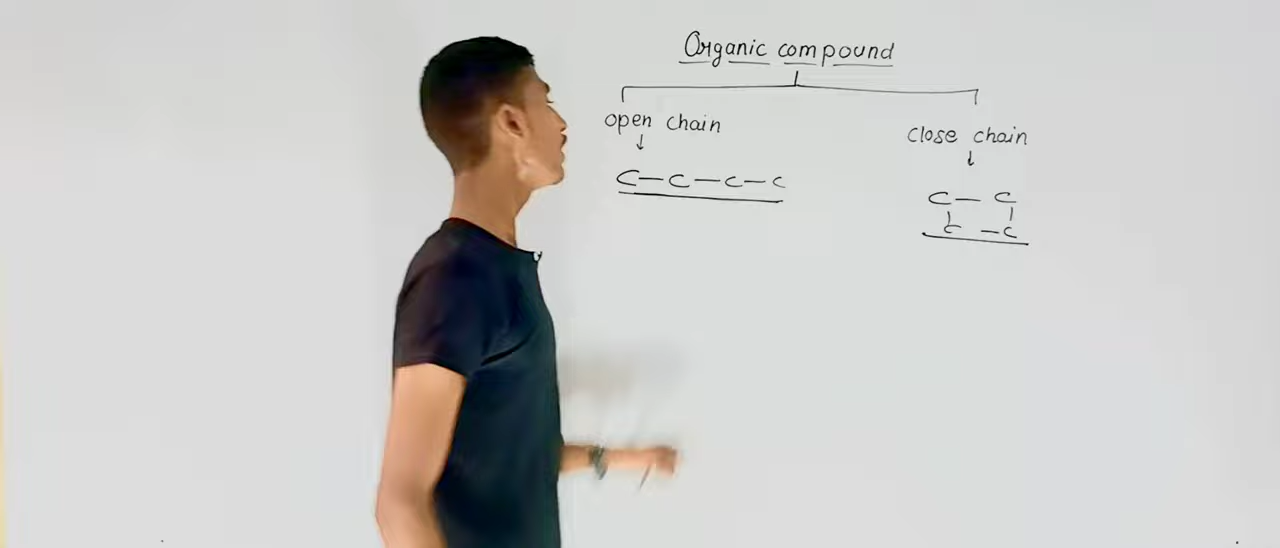 Organic compound
open chain
close chain
C-C-C-C
C-C
C-C